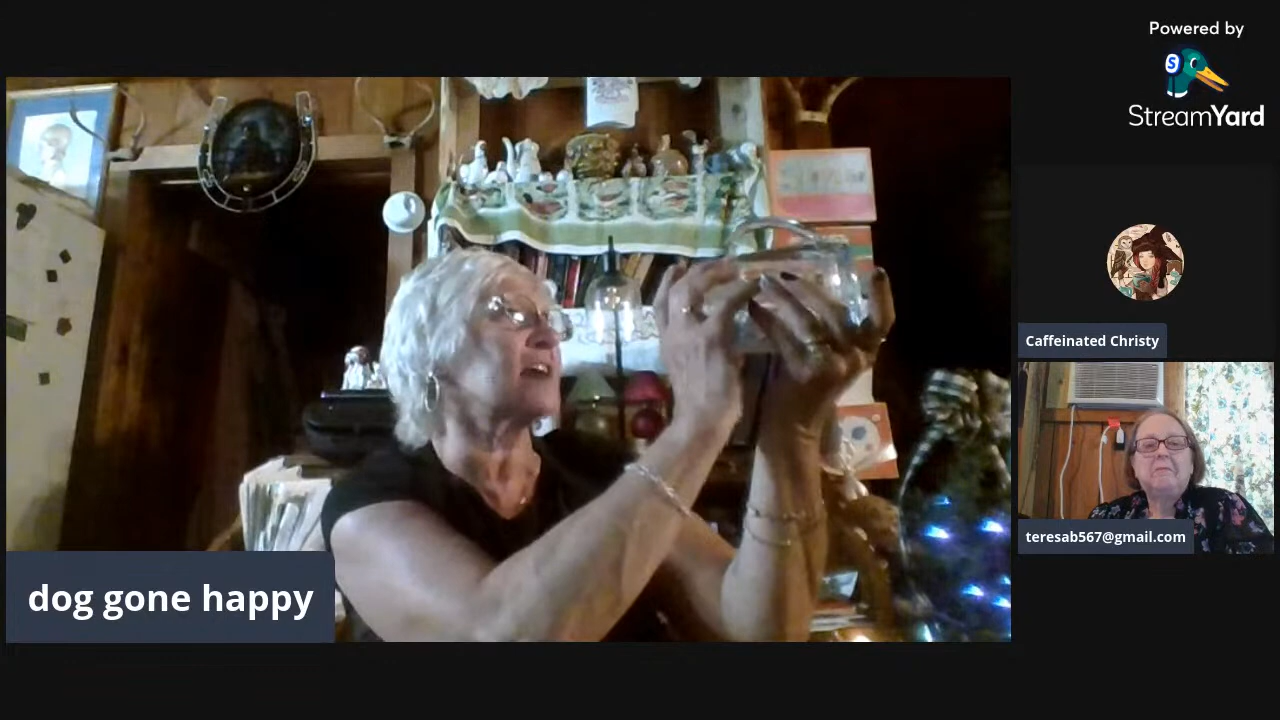 Powered by
StreamYard
Caffeinated Christy
teresab567@gmail.com
dog gone happy